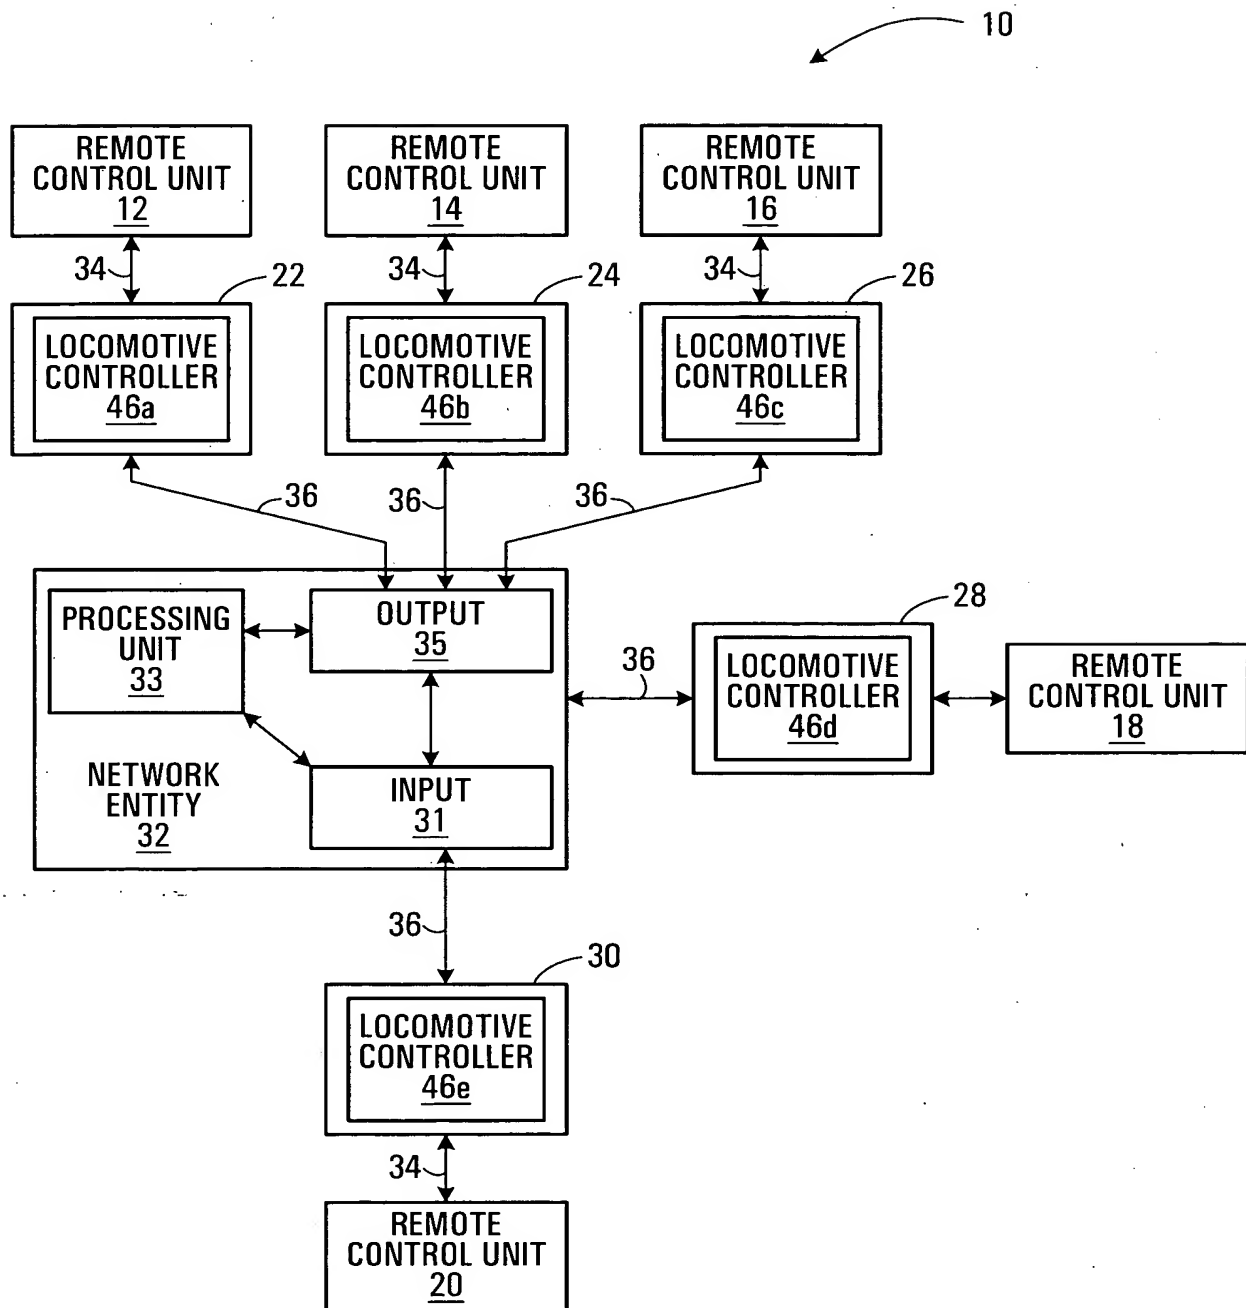 10
REMOTE
CONTROL UNIT
12
REMOTE
CONTROL UNIT
14
REMOTE
CONTROL UNIT
16
34
22
34
24
34
26
LOCOMOTIVE
CONTROLLER
46a
LOCOMOTIVE
CONTROLLER
46b
LOCOMOTIVE
CONTROLLER
46c
36
36
36
PROCESSING
UNIT
33
OUTPUT
35
28
36
LOCOMOTIVE
CONTROLLER
46d
REMOTE
CONTROL UNIT
18
NETWORK
ENTITY
32
INPUT
31
36
30
LOCOMOTIVE
CONTROLLER
46e
34
REMOTE
CONTROL UNIT
20